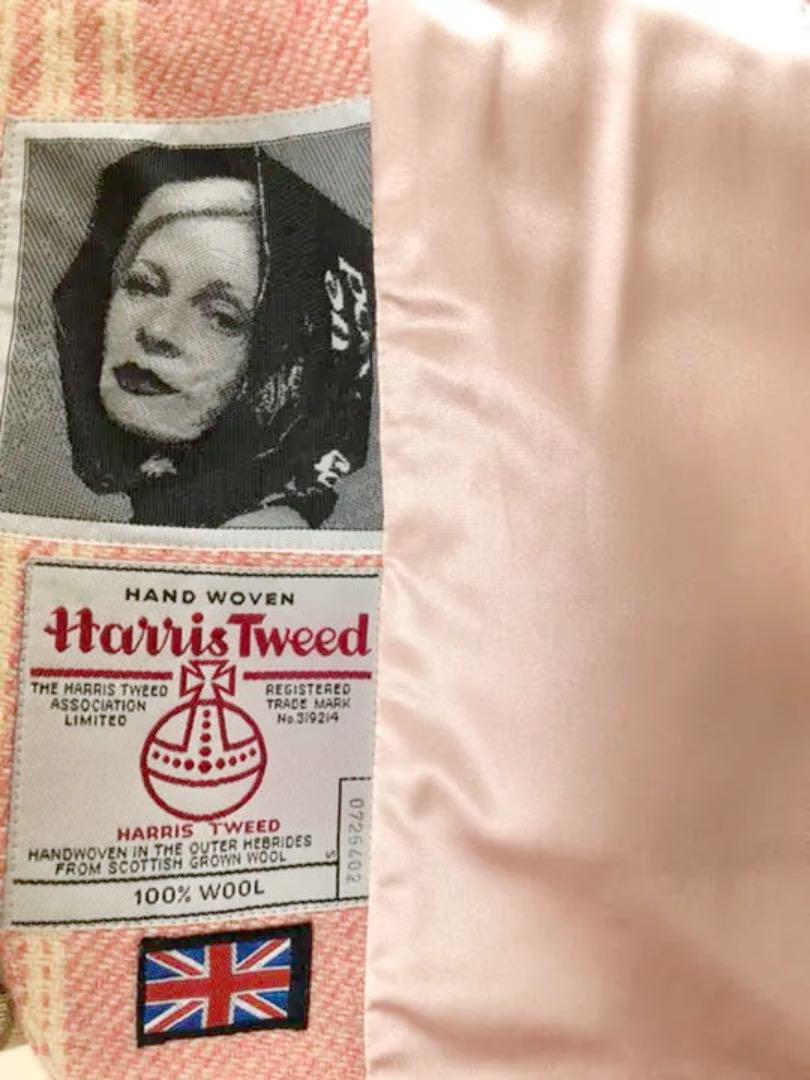 HAND WOVEN
Harris Tweed
THE HARRIS TWEED
ASSOCIATION
LIMITED
REGISTERED
TRADE MARK
No.319214
HARRIS TWEED
HANDWOVEN IN THE OUTER HEBRIDES
FROM SCOTTISH GROWN WOOL
100% WOOL
0726402